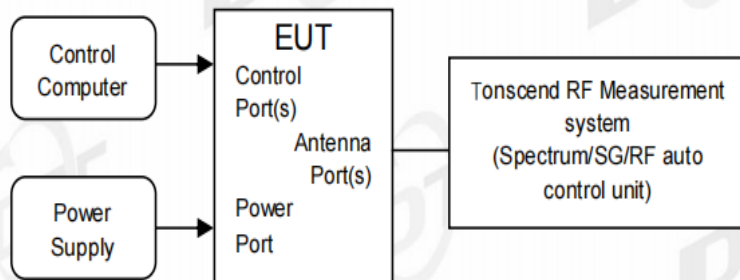 Control
Computer
EUT
Control
Port(s)
Antenna
Port(s)
Power
Port
Power
Supply
Tonscend RF Measurement
system
(Spectrum/SG/RF auto
control unit)